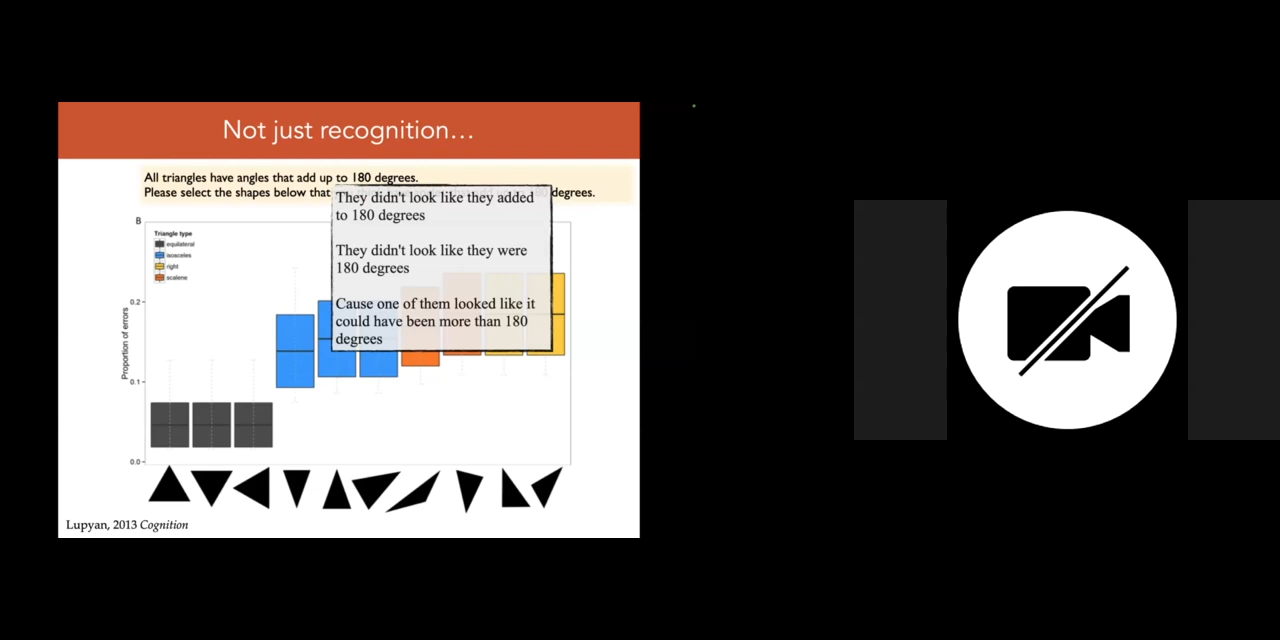 Not just recognition...
All triangles have angles that add up to 180 degrees.
Please select the shapes below that
degrees.
They didn't look like they added
to 180 degrees
They didn't look like they were
180 degrees
Cause one of them looked like it
could have been more than 180
degrees
B
Triangle type
equilateral
isosceles
right
scalene
Proportion of errors
0.2
0.1
0.0
Lupyan, 2013 Cognition